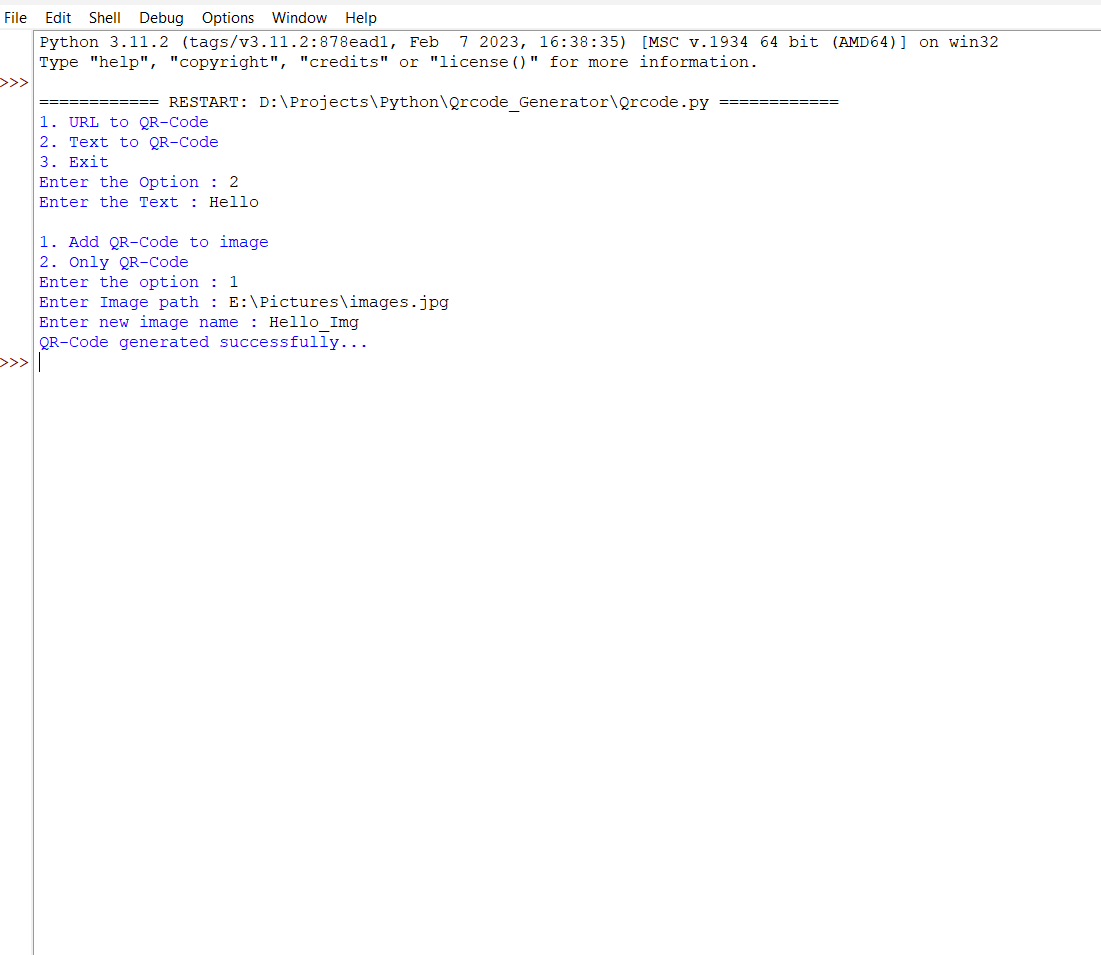 File Edit Shell Debug Options Window Help
Python 3.11.2 (tags/v3.11.2:878ead1, Feb  7 2023, 16:38:35) [MSC v.1934 64 bit (AMD64)] on win32
Type "help", "copyright", "credits" or "license()" for more information.
>>>
============ RESTART: D:\Projects\Python\Qrcode_Generator\Qrcode.py ============
1. URL to QR-Code
2. Text to QR-Code
3. Exit
Enter the Option : 2
Enter the Text : Hello
1. Add QR-Code to image
2. Only QR-Code
Enter the option : 1
Enter Image path : E:\Pictures\images.jpg
Enter new image name : Hello_Img
QR-Code generated successfully...
>>>